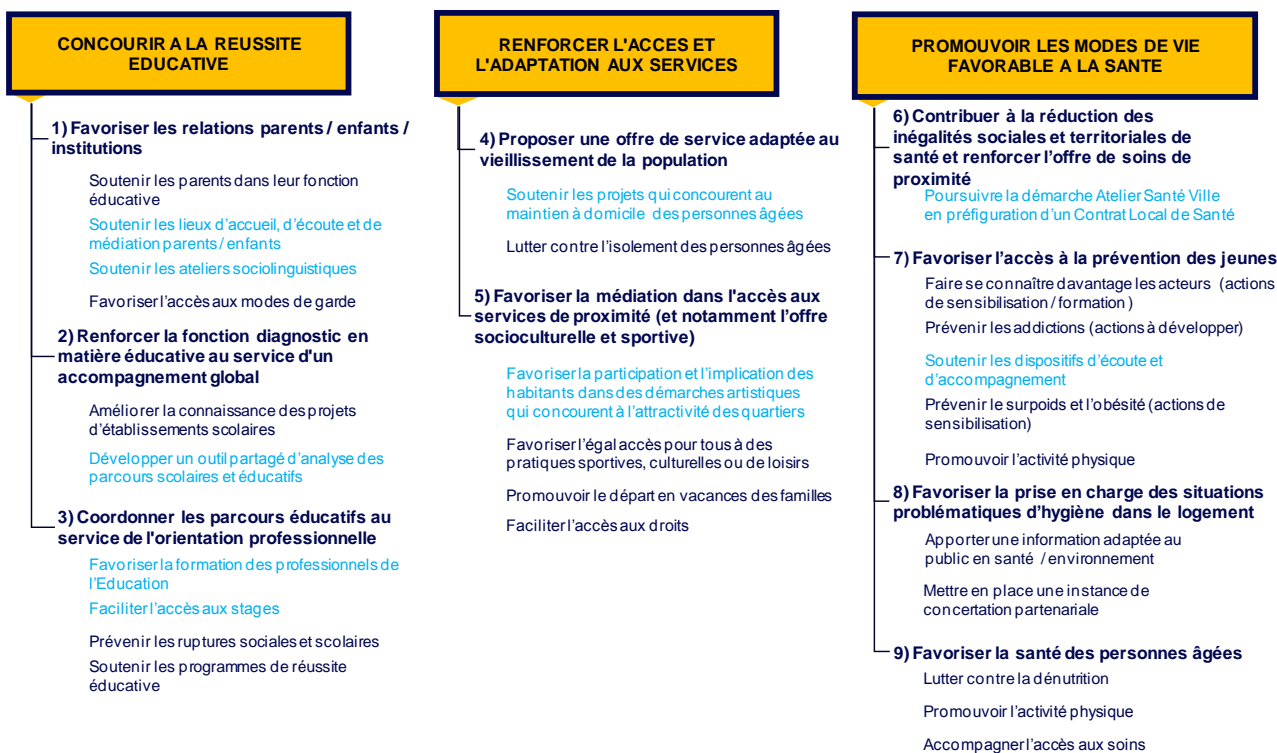 CONCOURIR A LA REUSSITE
EDUCATIVE
1) Favoriser les relations parents / enfants /
institutions
Soutenir les parents dans leur fonction
éducative
Soutenir les lieux d'accueil, d'écoute et de
médiation parents / enfants
Soutenir les ateliers sociolinguistiques
Favoriser l'accès aux modes de garde
2) Renforcer la fonction diagnostic en
matière éducative au service d'un
accompagnement global
Améliorer la connaissance des projets
d'établissements scolaires
Développer un outil partagé d'analyse des
parcours scolaires et éducatifs
3) Coordonner les parcours éducatifs au
service de l'orientation professionnelle
Favoriser la formation des professionnels de
l'Education
Faciliter l'accès aux stages
Prévenir les ruptures sociales et scolaires
Soutenir les programmes de réussite
éducative
RENFORCER L'ACCES ET
L'ADAPTATION AUX SERVICES
4) Proposer une offre de service adaptée au
vieillissement de la population
Soutenir les projets qui concourent au
maintien à domicile des personnes âgées
Lutter contre l'isolement des personnes âgées
5) Favoriser la médiation dans l'accès aux
services de proximité (et notamment l'offre
socioculturelle et sportive)
Favoriser la participation et l'implication des
habitants dans des démarches artistiques
qui concourent à l'attractivité des quartiers
Favoriser l'égal accès pour tous à des
pratiques sportives, culturelles ou de loisirs
Promouvoir le départ en vacances des familles
Faciliter l'accès aux droits
PROMOUVOIR LES MODES DE VIE
FAVORABLE A LA SANTE
6) Contribuer à la réduction des
inégalités sociales et territoriales de
santé et renforcer l'offre de soins de
proximité
Poursuivre la démarche Atelier Santé Ville
en préfiguration d'un Contrat Local de Santé
7) Favoriser l'accès à la prévention des jeunes
Faire se connaître davantage les acteurs (actions
de sensibilisation / formation )
Prévenir les addictions (actions à développer)
Soutenir les dispositifs d'écoute et
d'accompagnement
Prévenir le surpoids et l'obésité (actions de
sensibilisation)
Promouvoir l'activité physique
8) Favoriser la prise en charge des situations
problématiques d'hygiène dans le logement
Apporter une information adaptée au
public en santé / environnement
Mettre en place une instance de
concertation partenariale
9) Favoriser la santé des personnes âgées
Lutter contre la dénutrition
Promouvoir l'activité physique
Accompagner l'accès aux soins